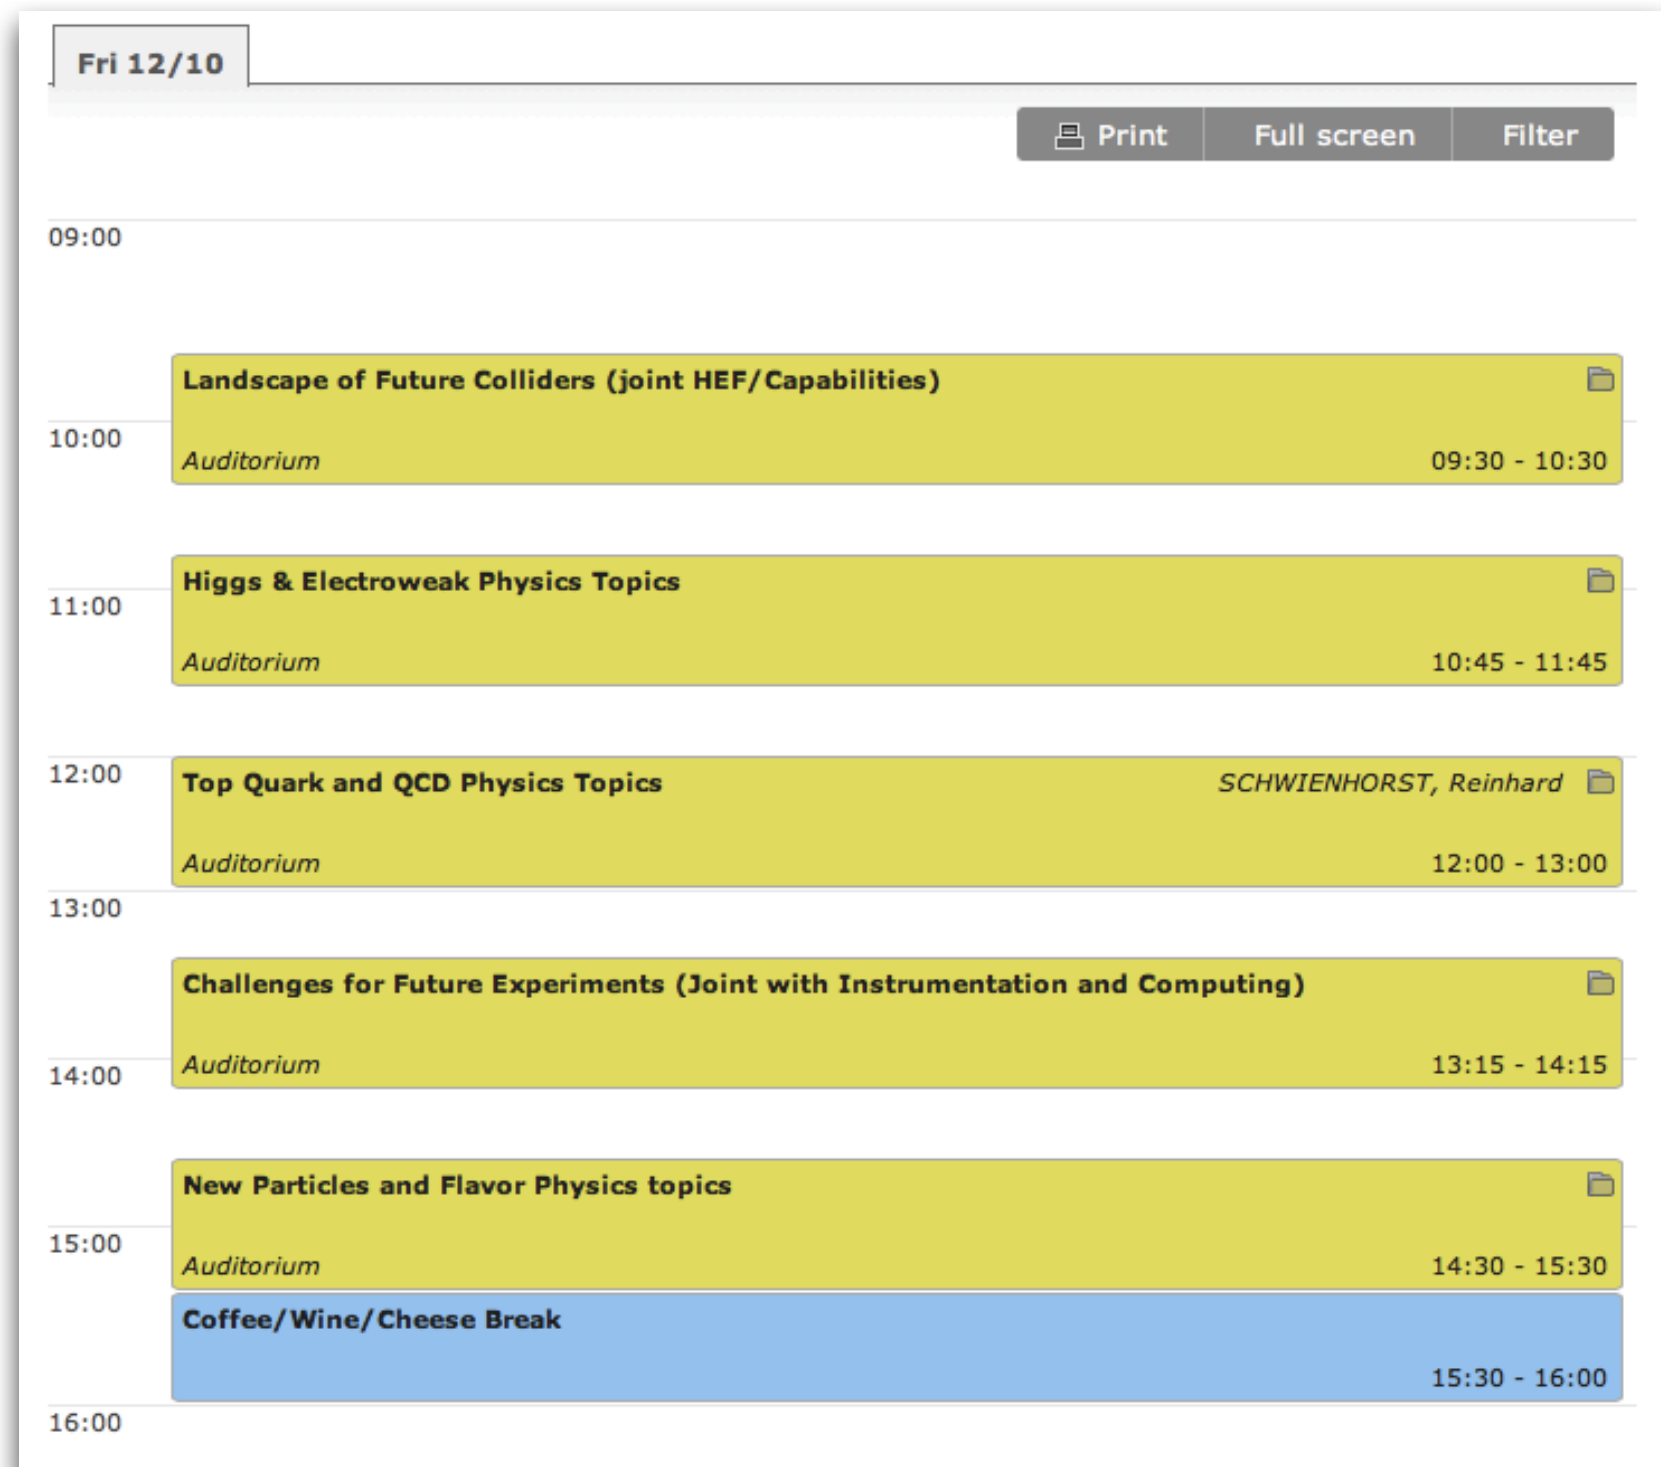 Fri 12/10
Print Full screen Filter
09:00
Landscape of Future Colliders (joint HEF/Capabilities)
10:00
Auditorium 09:30 - 10:30
Higgs & Electroweak Physics Topics
11:00
Auditorium 10:45 - 11:45
12:00
Top Quark and QCD Physics Topics SCHWIENHORST, Reinhard
Auditorium 12:00 - 13:00
13:00
Challenges for Future Experiments (Joint with Instrumentation and Computing)
14:00
Auditorium 13:15 - 14:15
New Particles and Flavor Physics topics
15:00
Auditorium 14:30 - 15:30
Coffee/Wine/Cheese Break
15:30 - 16:00
16:00